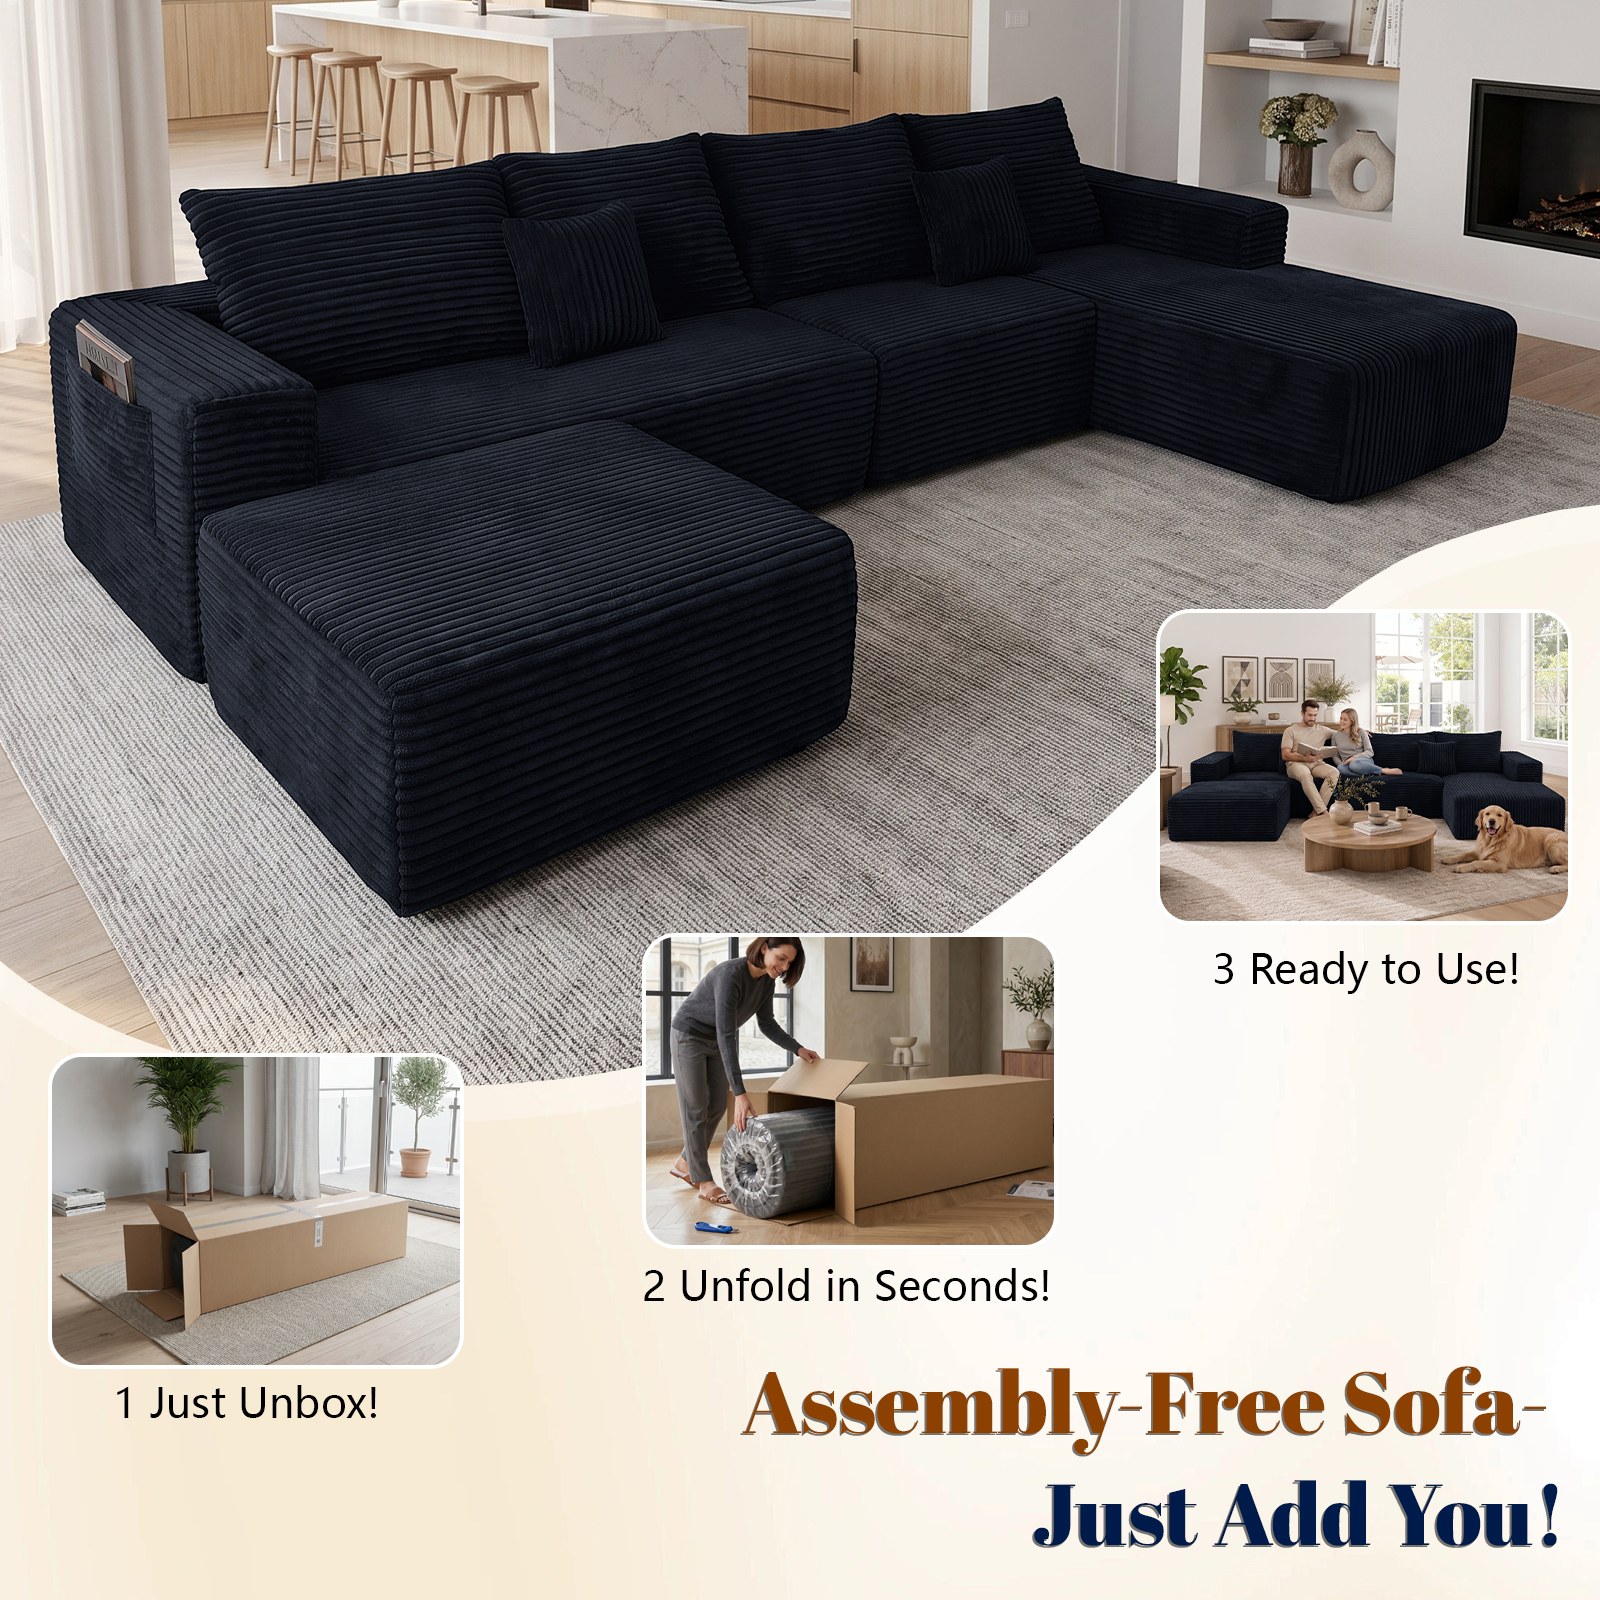 3 Ready to Use!
2 Unfold in Seconds!
1 Just Unbox!
Assembly-Free Sofa-
Just Add You!